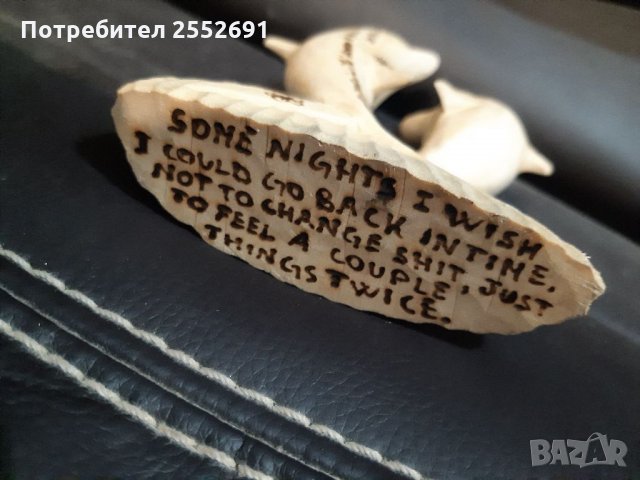 Потребител 2552691
SOME NIGHTS I WISH
I COULD GO BACK IN TIME,
NOT TO CHANGE SHIT, JUST
TO FEEL A COUPLE
THINGS TWICE.
BAZAR